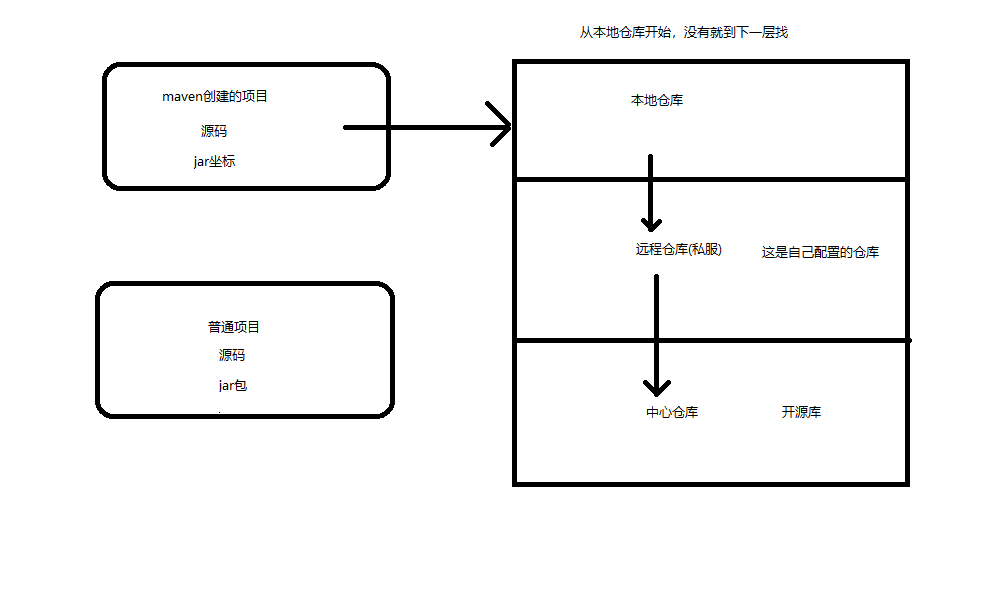 从本地仓库开始，没有就到下一层找
maven创建的项目
源码
jar坐标
本地仓库
远程仓库(私服)
这是自己配置的仓库
普通项目
源码
jar包
中心仓库
开源库